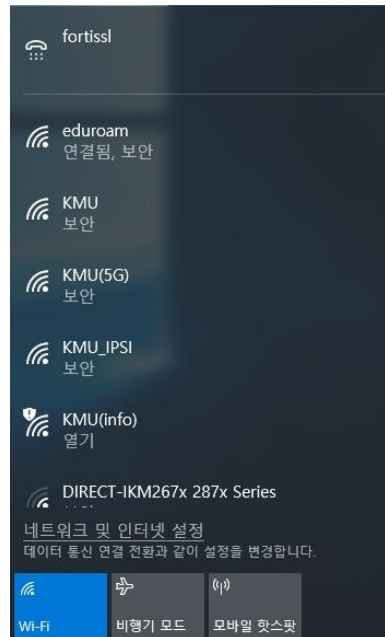 fortissl
eduroam
연결됨, 보안
KMU
보안
KMU(5G)
보안
KMU_IPSI
보안
KMU(info)
열기
DIRECT-IKM267x 287x Series
네트워크 및 인터넷 설정
데이터 통신 연결 전환과 같이 설정을 변경합니다.
Wi-Fi
비행기 모드
모바일 핫스팟